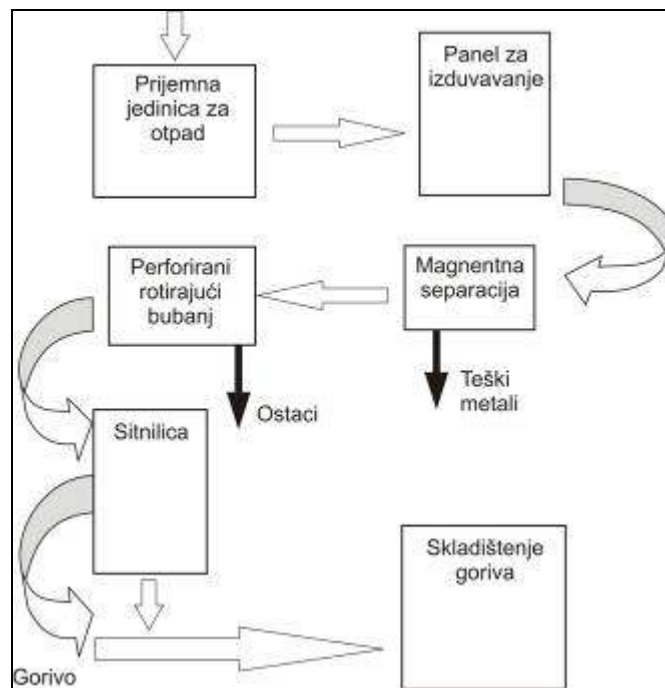 Prijemna
jedinica za
otpad
Panel za
izduvavanje
Perforirani
rotirajući
bubanj
Magnentna
separacija
Ostaci
Teški
metali
Sitnilica
Skladištenje
goriva
Gorivo